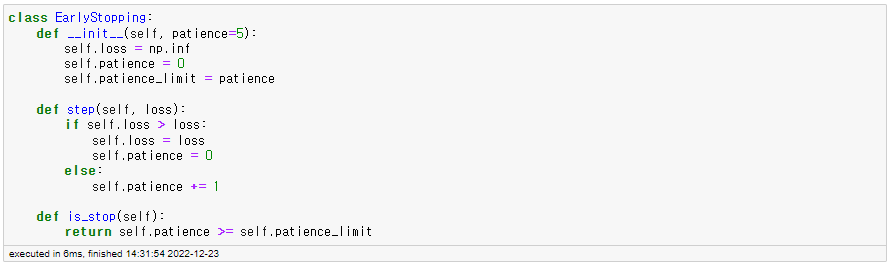 class EarlyStopping:
    def __init__(self, patience=5):
        self.loss = np.inf
        self.patience = 0
        self.patience_limit = patience

    def step(self, loss):
        if self.loss > loss:
            self.loss = loss
            self.patience = 0
        else:
            self.patience += 1

    def is_stop(self):
        return self.patience >= self.patience_limit
executed in 6ms, finished 14:31:54 2022-12-23